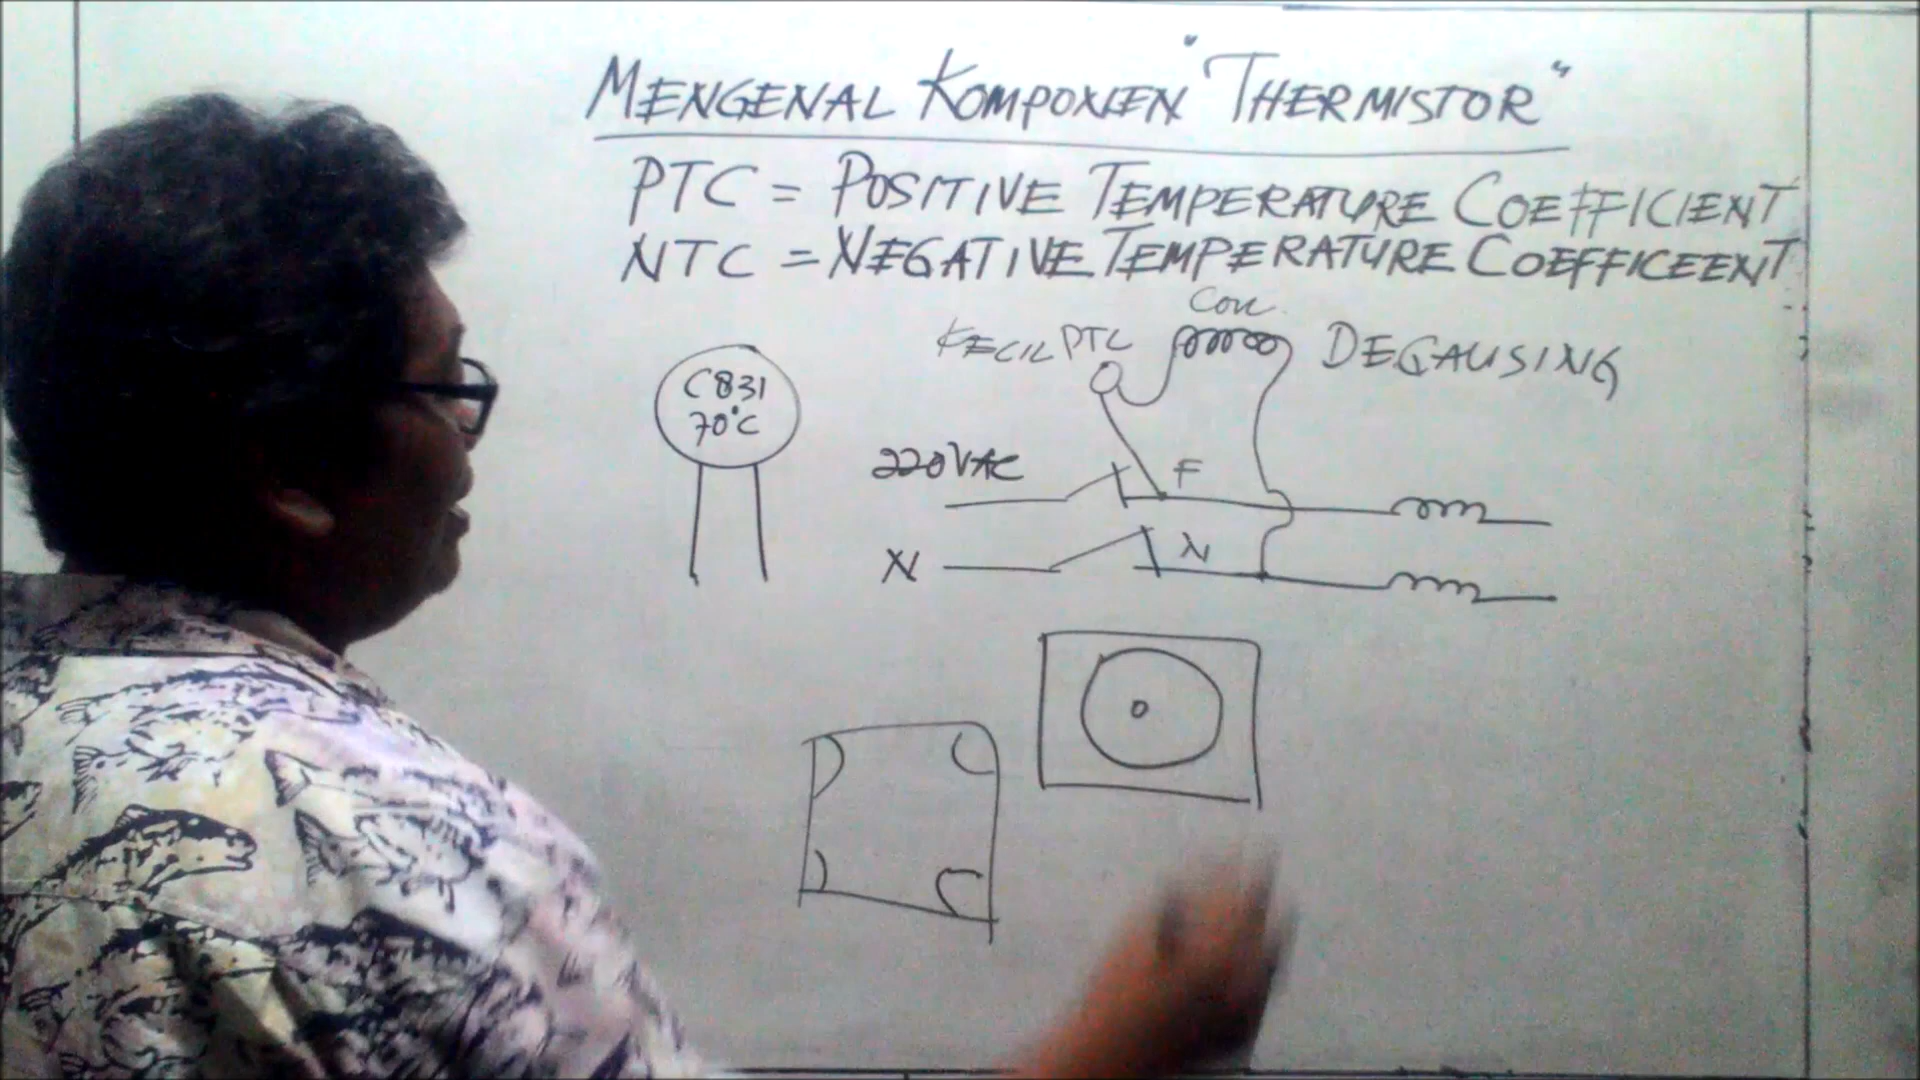 MENGENAL KOMPONEN "THERMISTOR"
PTC = POSITIVE TEMPERATURE COEFFICIENT
NTC = NEGATIVE TEMPERATURE COEFFICEENT
COIL
KECIL PTC
DEGAUSING
C831
70°C
220VAC
F
N
N